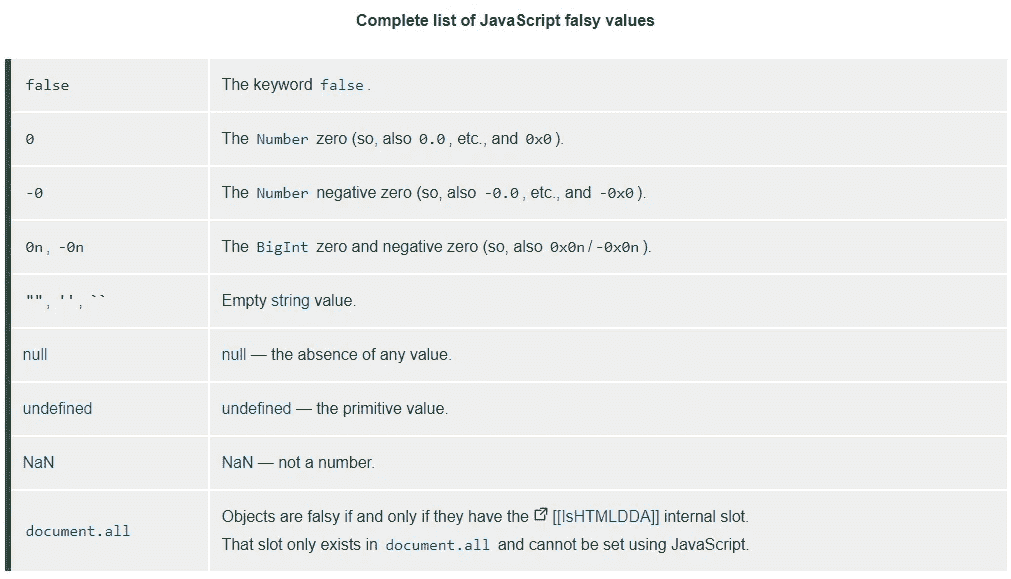 Complete list of JavaScript falsy values
false The keyword false.
0 The Number zero (so, also 0.0, etc., and 0x0).
-0 The Number negative zero (so, also -0.0, etc., and -0x0).
0n, -0n The BigInt zero and negative zero (so, also 0x0n/-0x0n).
"", '', `` Empty string value.
null null — the absence of any value.
undefined undefined — the primitive value.
NaN NaN — not a number.
document.all Objects are falsy if and only if they have the [[IsHTMLDDA]] internal slot.
That slot only exists in document.all and cannot be set using JavaScript.